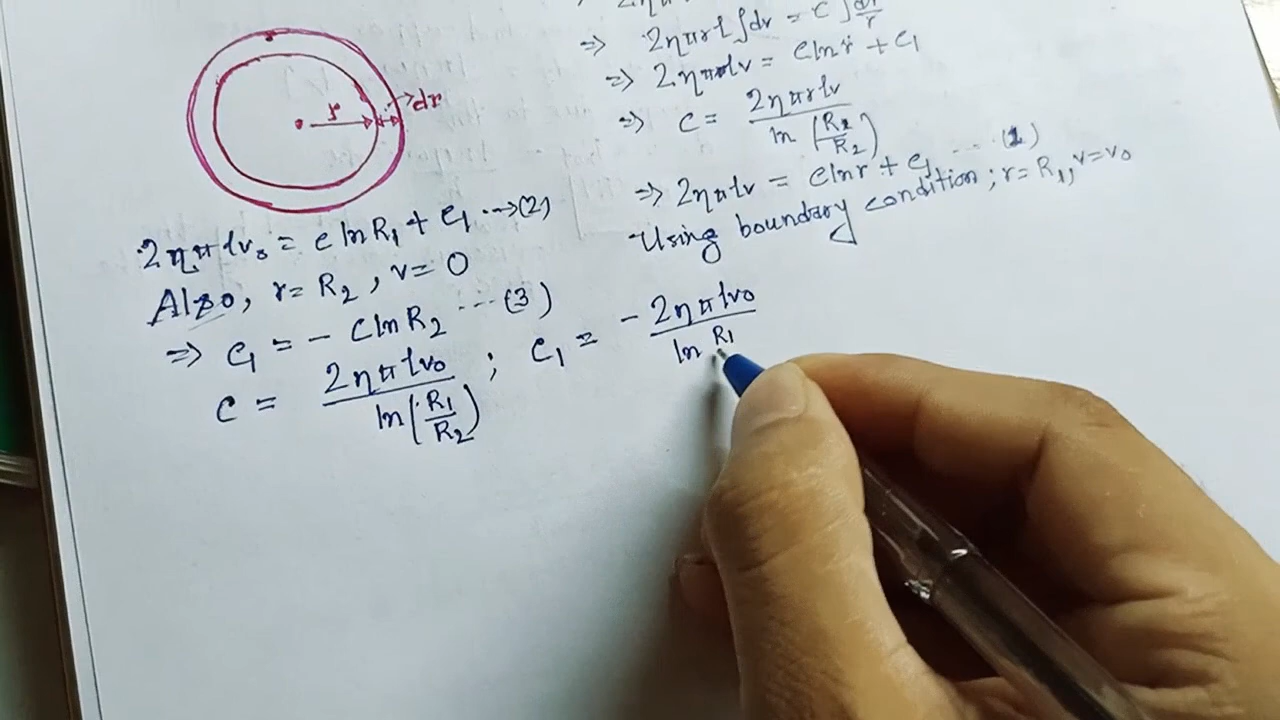 r
dr
⇒ 2ηπrl∫dv = c∫dr/r
⇒ 2ηπlv = c ln r + c₁
⇒ c = 2ηπrlv / ln(R₂/R₂)
⇒ 2ηπlv = c ln r + c₁ ... (1)
Using boundary condition; r = R₁, v = v₀
2ηπlv₀ = c ln R₁ + c₁ ...→(2)
Also, r = R₂, v = 0
⇒ c₁ = - c ln R₂ ... (3)
c = 2ηπlv₀ / ln(R₁/R₂) ; c₁ = - 2ηπlv₀ / ln R₁